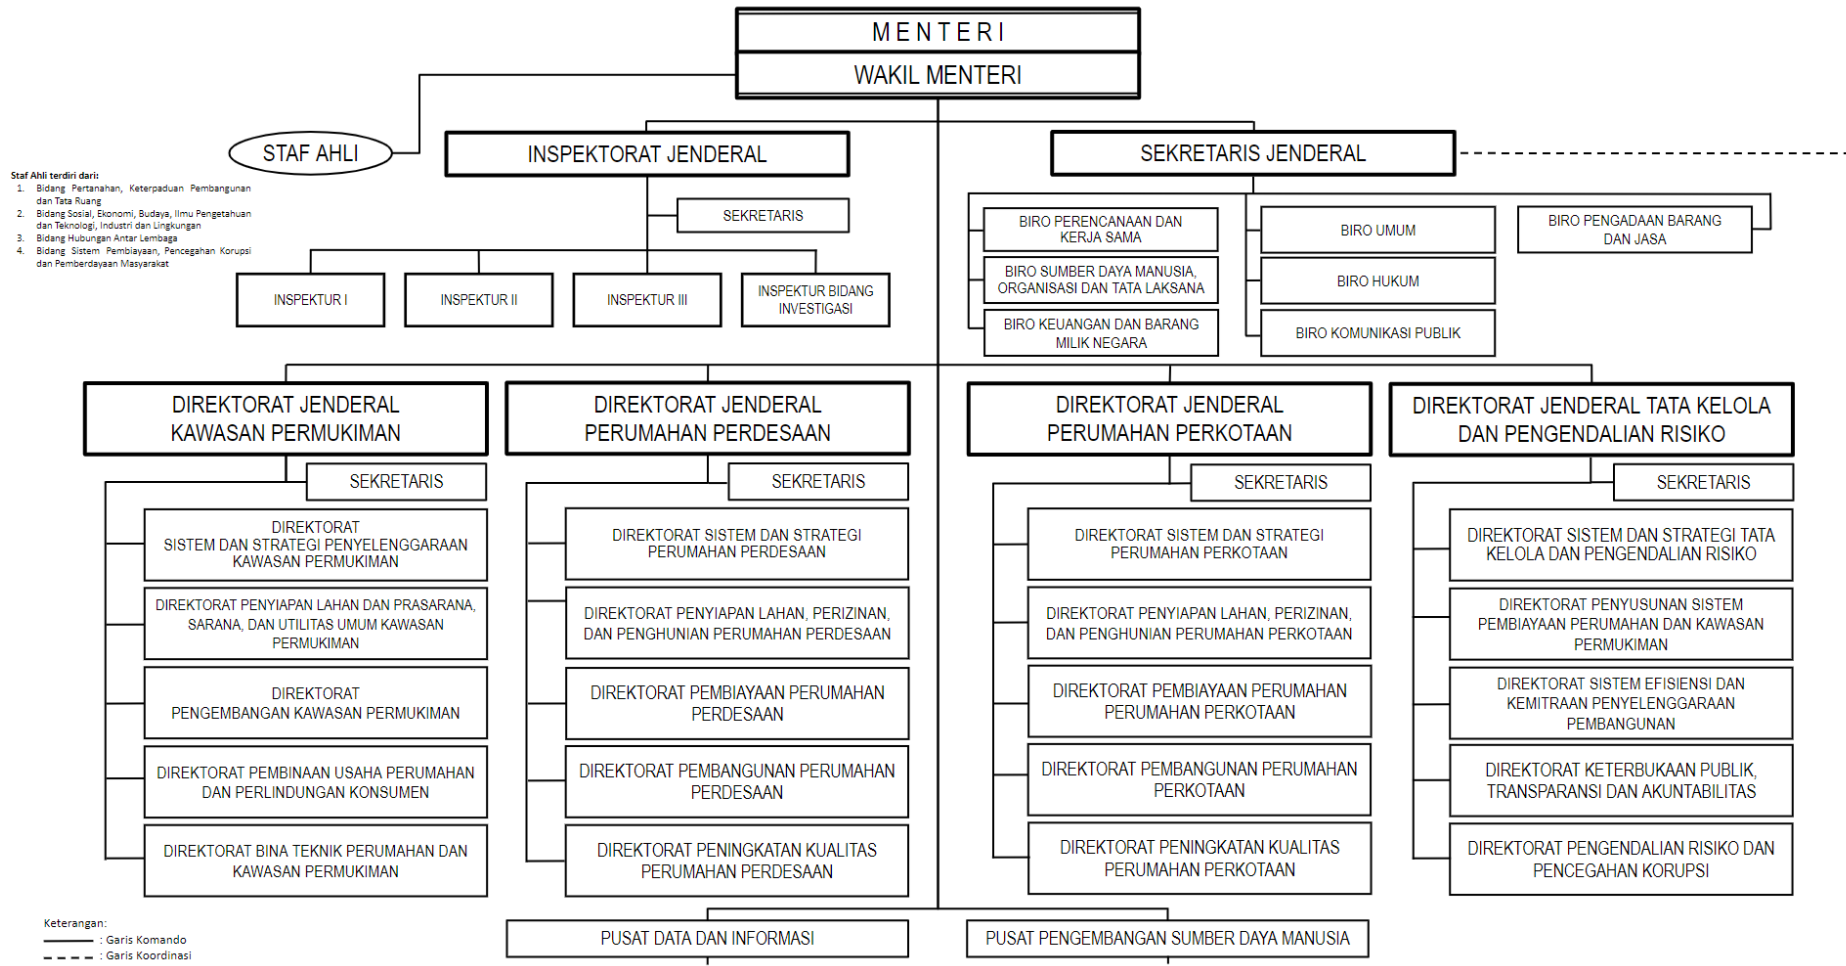 MENTERI
WAKIL MENTERI
STAF AHLI
INSPEKTORAT JENDERAL
SEKRETARIS JENDERAL
Staf Ahli terdiri dari:
1. Bidang Pertanahan, Keterpaduan Pembangunan
dan Tata Ruang
2. Bidang Sosial, Ekonomi, Budaya, Ilmu Pengetahuan
dan Teknologi, Industri dan Lingkungan
3. Bidang Hubungan Antar Lembaga
4. Bidang Sistem Pembiayaan, Pencegahan Korupsi
dan Pemberdayaan Masyarakat
SEKRETARIS
INSPEKTUR I
INSPEKTUR II
INSPEKTUR III
INSPEKTUR BIDANG
INVESTIGASI
BIRO PERENCANAAN DAN
KERJA SAMA
BIRO SUMBER DAYA MANUSIA,
ORGANISASI DAN TATA LAKSANA
BIRO KEUANGAN DAN BARANG
MILIK NEGARA
BIRO UMUM
BIRO HUKUM
BIRO KOMUNIKASI PUBLIK
BIRO PENGADAAN BARANG
DAN JASA
DIREKTORAT JENDERAL
KAWASAN PERMUKIMAN
SEKRETARIS
DIREKTORAT
SISTEM DAN STRATEGI PENYELENGGARAAN
KAWASAN PERMUKIMAN
DIREKTORAT PENYIAPAN LAHAN DAN PRASARANA,
SARANA, DAN UTILITAS UMUM KAWASAN
PERMUKIMAN
DIREKTORAT
PENGEMBANGAN KAWASAN PERMUKIMAN
DIREKTORAT PEMBINAAN USAHA PERUMAHAN
DAN PERLINDUNGAN KONSUMEN
DIREKTORAT BINA TEKNIK PERUMAHAN DAN
KAWASAN PERMUKIMAN
DIREKTORAT JENDERAL
PERUMAHAN PERDESAAN
SEKRETARIS
DIREKTORAT SISTEM DAN STRATEGI
PERUMAHAN PERDESAAN
DIREKTORAT PENYIAPAN LAHAN, PERIZINAN,
DAN PENGHUNIAN PERUMAHAN PERDESAAN
DIREKTORAT PEMBIAYAAN PERUMAHAN
PERDESAAN
DIREKTORAT PEMBANGUNAN PERUMAHAN
PERDESAAN
DIREKTORAT PENINGKATAN KUALITAS
PERUMAHAN PERDESAAN
DIREKTORAT JENDERAL
PERUMAHAN PERKOTAAN
SEKRETARIS
DIREKTORAT SISTEM DAN STRATEGI
PERUMAHAN PERKOTAAN
DIREKTORAT PENYIAPAN LAHAN, PERIZINAN,
DAN PENGHUNIAN PERUMAHAN PERKOTAAN
DIREKTORAT PEMBIAYAAN PERUMAHAN
PERUMAHAN PERKOTAAN
DIREKTORAT PEMBANGUNAN PERUMAHAN
PERKOTAAN
DIREKTORAT PENINGKATAN KUALITAS
PERUMAHAN PERKOTAAN
DIREKTORAT JENDERAL TATA KELOLA
DAN PENGENDALIAN RISIKO
SEKRETARIS
DIREKTORAT SISTEM DAN STRATEGI TATA
KELOLA DAN PENGENDALIAN RISIKO
DIREKTORAT PENYUSUNAN SISTEM
PEMBIAYAAN PERUMAHAN DAN KAWASAN
PERMUKIMAN
DIREKTORAT SISTEM EFISIENSI DAN
KEMITRAAN PENYELENGGARAAN
PEMBANGUNAN
DIREKTORAT KETERBUKAAN PUBLIK,
TRANSPARANSI DAN AKUNTABILITAS
DIREKTORAT PENGENDALIAN RISIKO DAN
PENCEGAHAN KORUPSI
Keterangan:
: Garis Komando
: Garis Koordinasi
PUSAT DATA DAN INFORMASI
PUSAT PENGEMBANGAN SUMBER DAYA MANUSIA